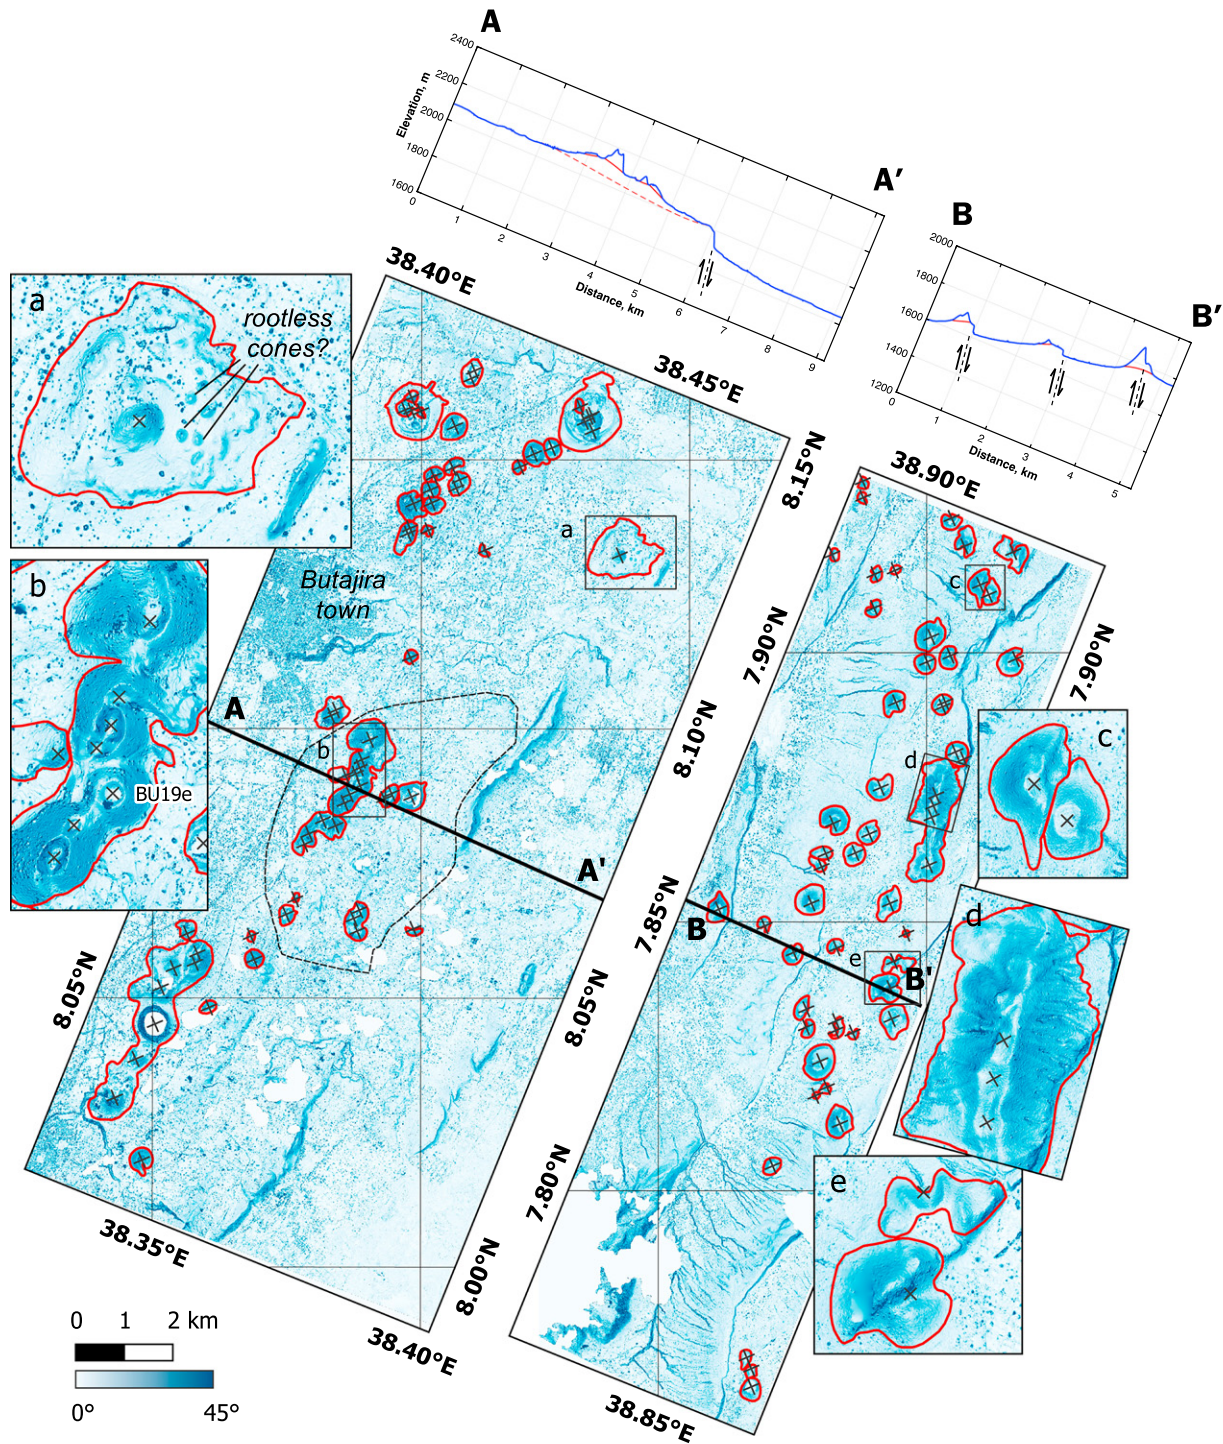 A
2400
2200
2000
1800
1600
Elevation, m
0
1
2
3
4
5
6
7
8
9
Distance, km
A′
B
2000
1800
1600
1400
1200
0
1
2
3
4
5
Distance, km
B′
38.40°E
38.45°E
8.15°N
38.90°E
a
rootless
cones?
a
Butajira
town
7.90°N
7.90°N
c
b
BU19e
A
b
8.10°N
d
c
A'
7.85°N
B
e
B'
d
8.05°N
8.05°N
e
7.80°N
38.35°E
8.00°N
38.40°E
38.85°E
0 1 2 km
0° 45°